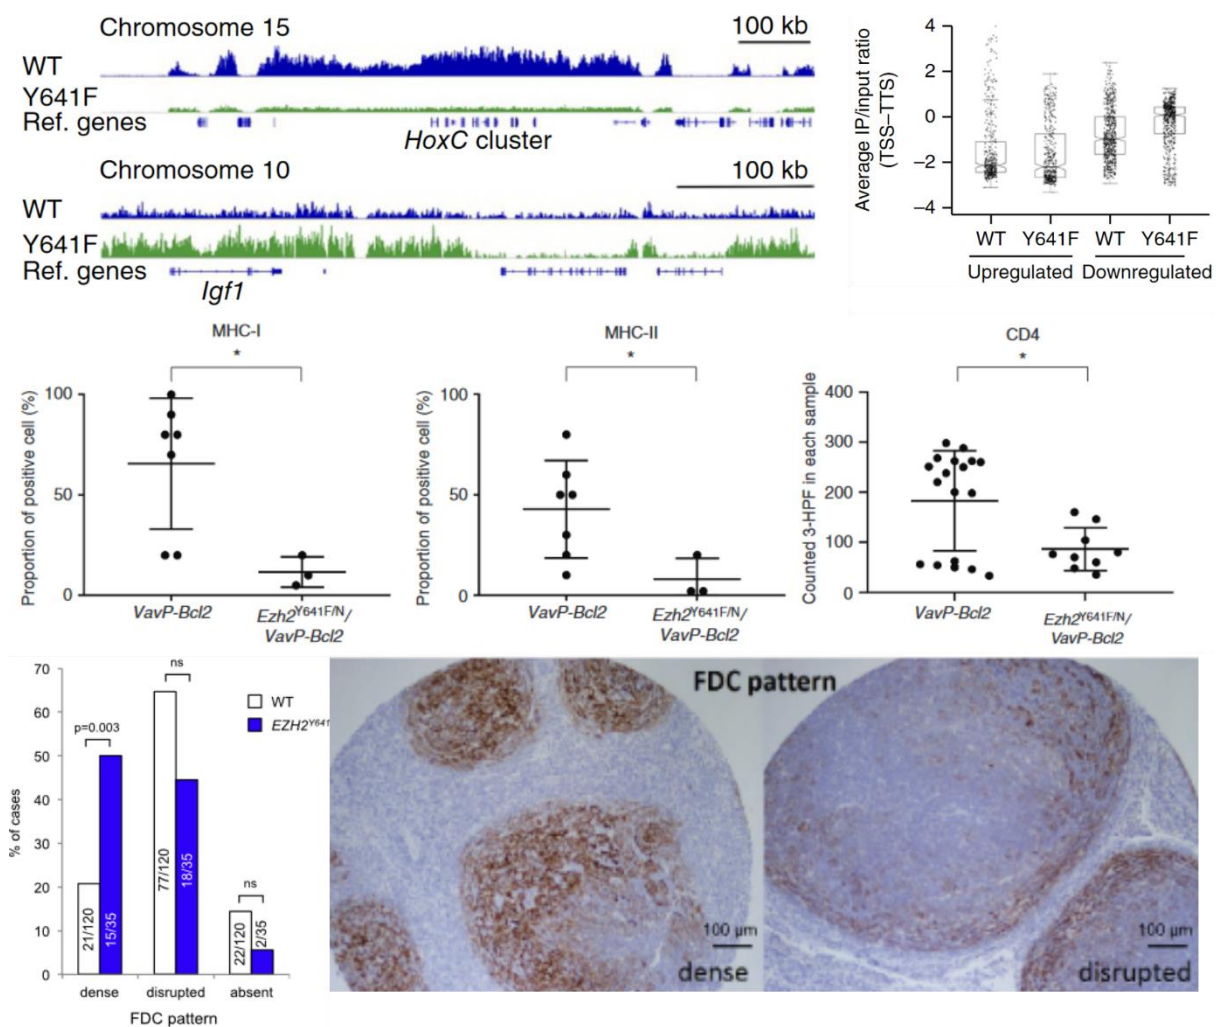 Chromosome 15
100 kb
WT
Y641F
Ref. genes
HoxC cluster
Chromosome 10
100 kb
WT
Y641F
Ref. genes
Igf1
Average IP/input ratio
(TSS–TTS)
4
2
0
–2
–4
WT Y641F WT Y641F
Upregulated Downregulated
MHC-I
*
Proportion of positive cell (%)
100
50
0
VavP-Bcl2
Ezh2Y641F/N/
VavP-Bcl2
MHC-II
*
Proportion of positive cell (%)
100
50
0
VavP-Bcl2
Ezh2Y641F/N/
VavP-Bcl2
CD4
*
Counted 3-HPF in each sample
400
300
200
100
0
VavP-Bcl2
Ezh2Y641F/N/
VavP-Bcl2
% of cases
70
60
50
40
30
20
10
0
p=0.003
ns
ns
WT
EZH2Y641
21/120
15/35
77/120
18/35
22/120
2/35
dense disrupted absent
FDC pattern
FDC pattern
100 µm
dense
100 µm
disrupted